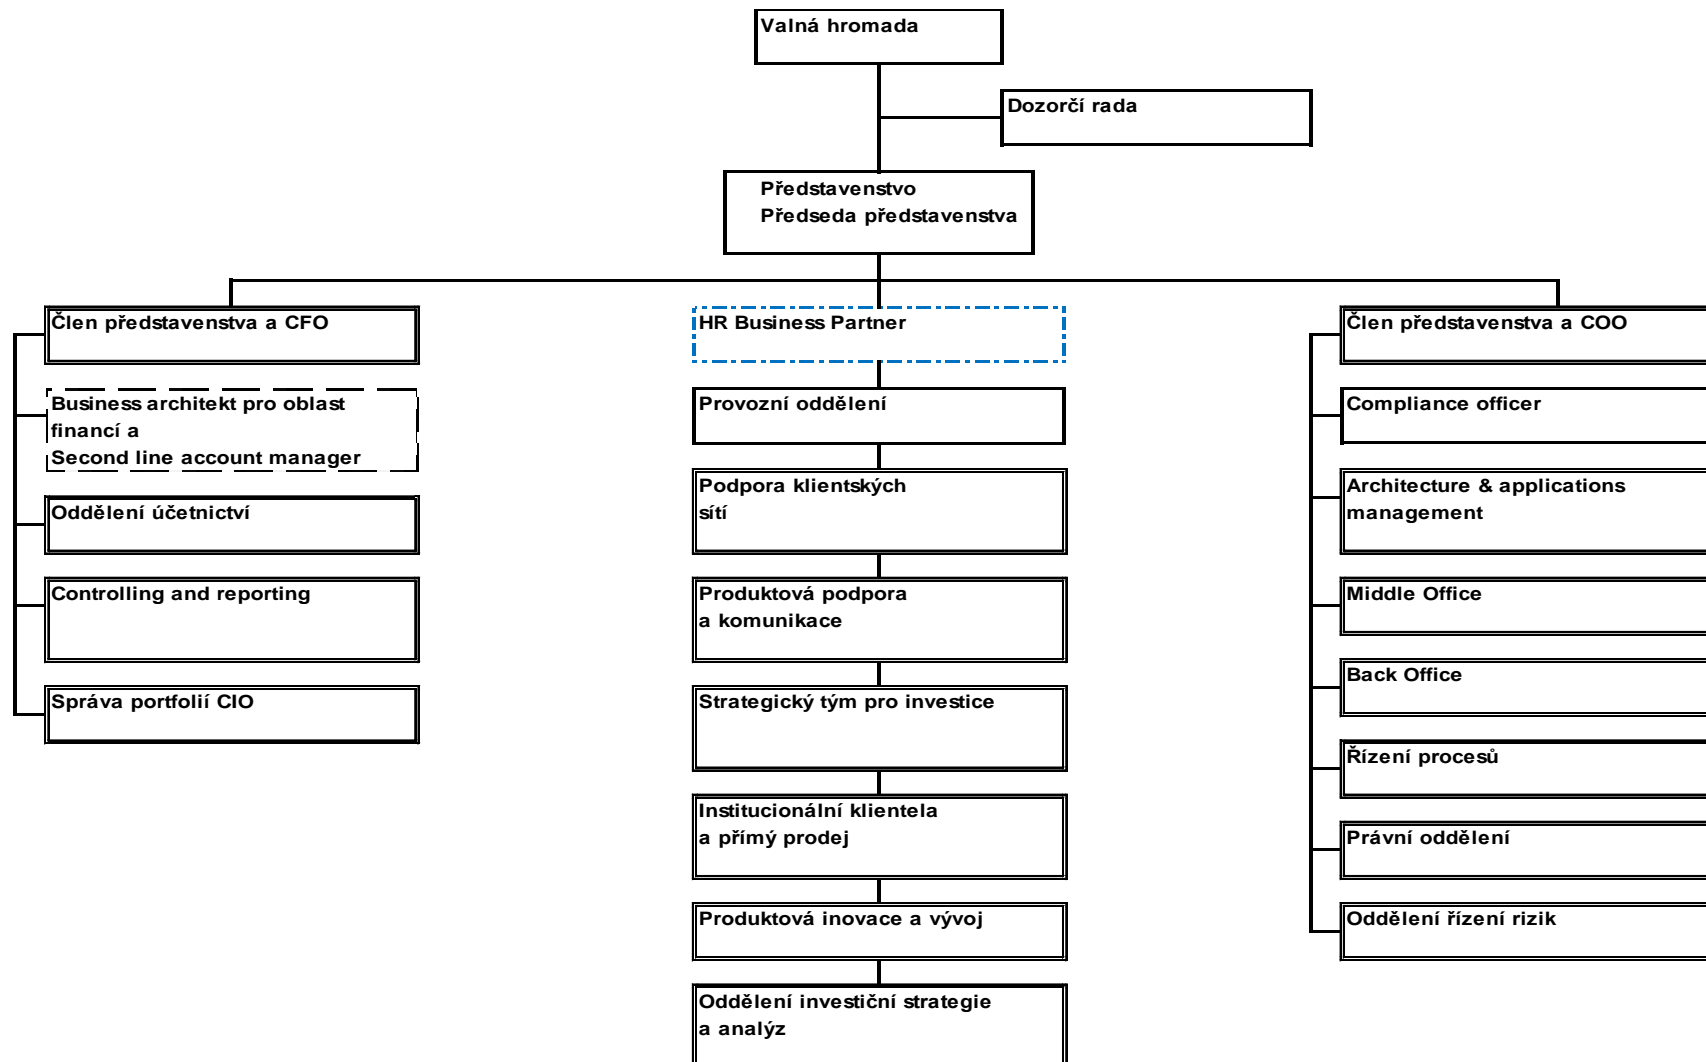 Valná hromada
Dozorčí rada
Představenstvo
Předseda představenstva
Člen představenstva a CFO
Business architekt pro oblast
financí a
Second line account manager
Oddělení účetnictví
Controlling and reporting
Správa portfolií CIO
HR Business Partner
Provozní oddělení
Podpora klientských
sítí
Produktová podpora
a komunikace
Strategický tým pro investice
Institucionální klientela
a přímý prodej
Produktová inovace a vývoj
Oddělení investiční strategie
a analýz
Člen představenstva a COO
Compliance officer
Architecture & applications
management
Middle Office
Back Office
Řízení procesů
Právní oddělení
Oddělení řízení rizik